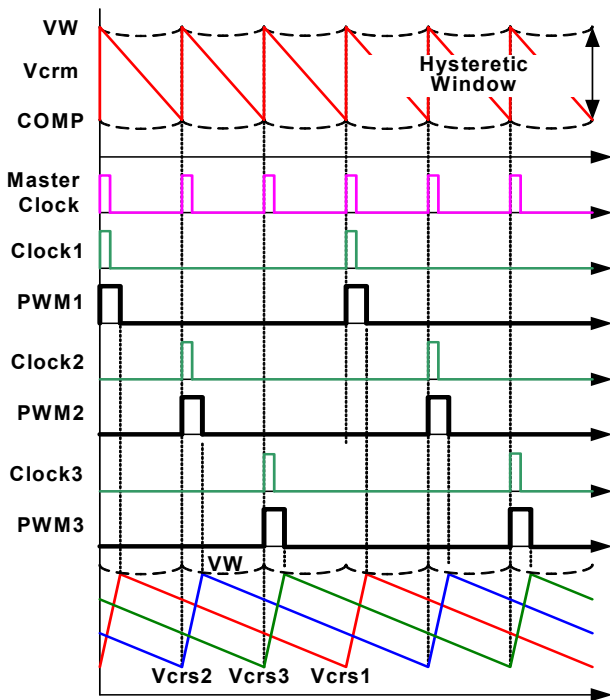 VW
Vcrm
Hysteretic
Window
COMP
Master
Clock
Clock1
PWM1
Clock2
PWM2
Clock3
PWM3
VW
Vcrs2 Vcrs3 Vcrs1